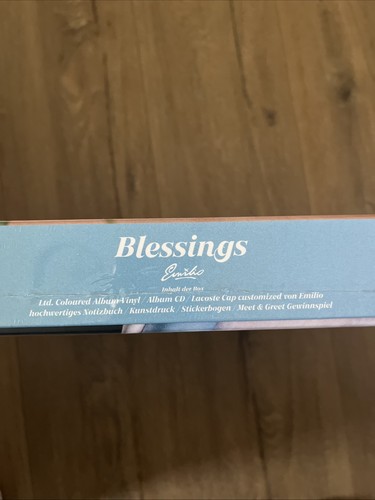 Blessings
Emilio
Inhalt der Box
Ltd. Coloured Album Vinyl / Album CD / Lacoste Cap customized von Emilio
hochwertiges Notizbuch / Kunstdruck / Stickerbogen / Meet & Greet Gewinnspiel